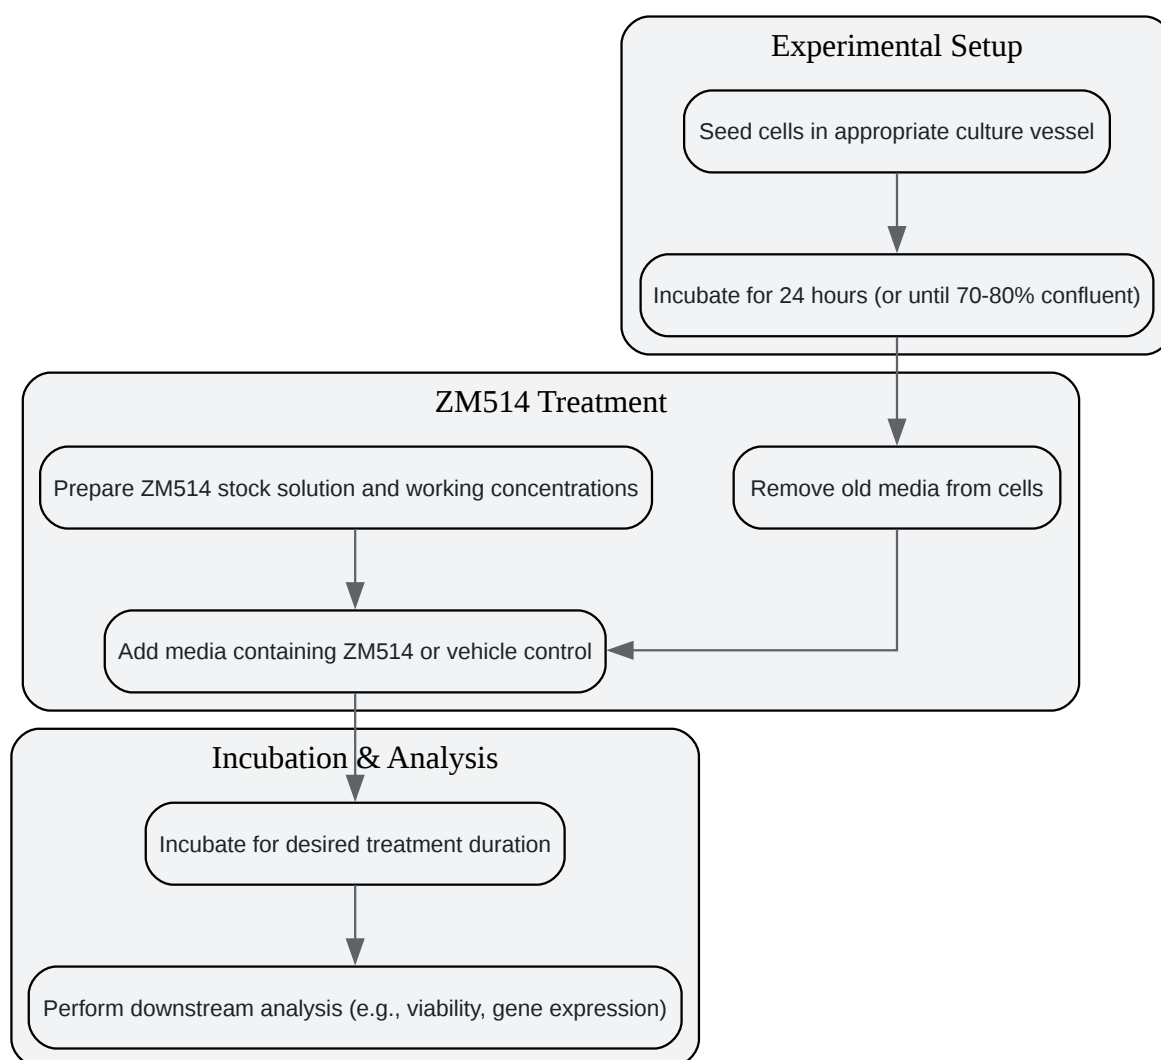 Experimental Setup
Seed cells in appropriate culture vessel
Incubate for 24 hours (or until 70-80% confluent)
ZM514 Treatment
Prepare ZM514 stock solution and working concentrations
Remove old media from cells
Add media containing ZM514 or vehicle control
Incubation & Analysis
Incubate for desired treatment duration
Perform downstream analysis (e.g., viability, gene expression)